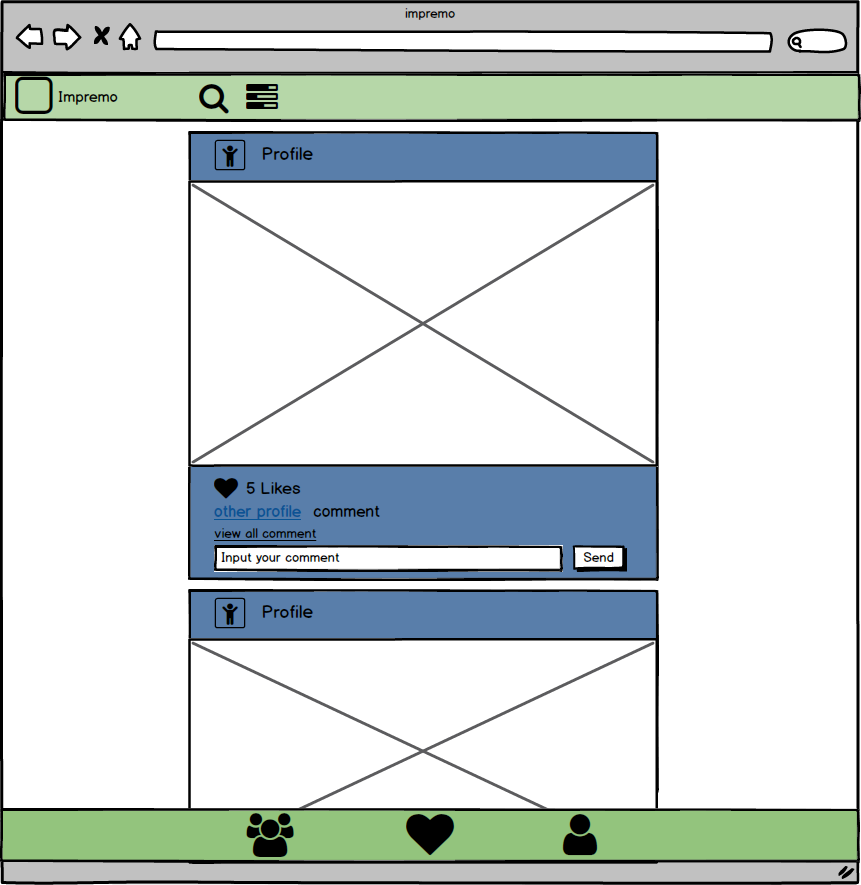 impremo
Impremo
Profile
5 Likes
other profile comment
view all comment
Input your comment Send
Profile